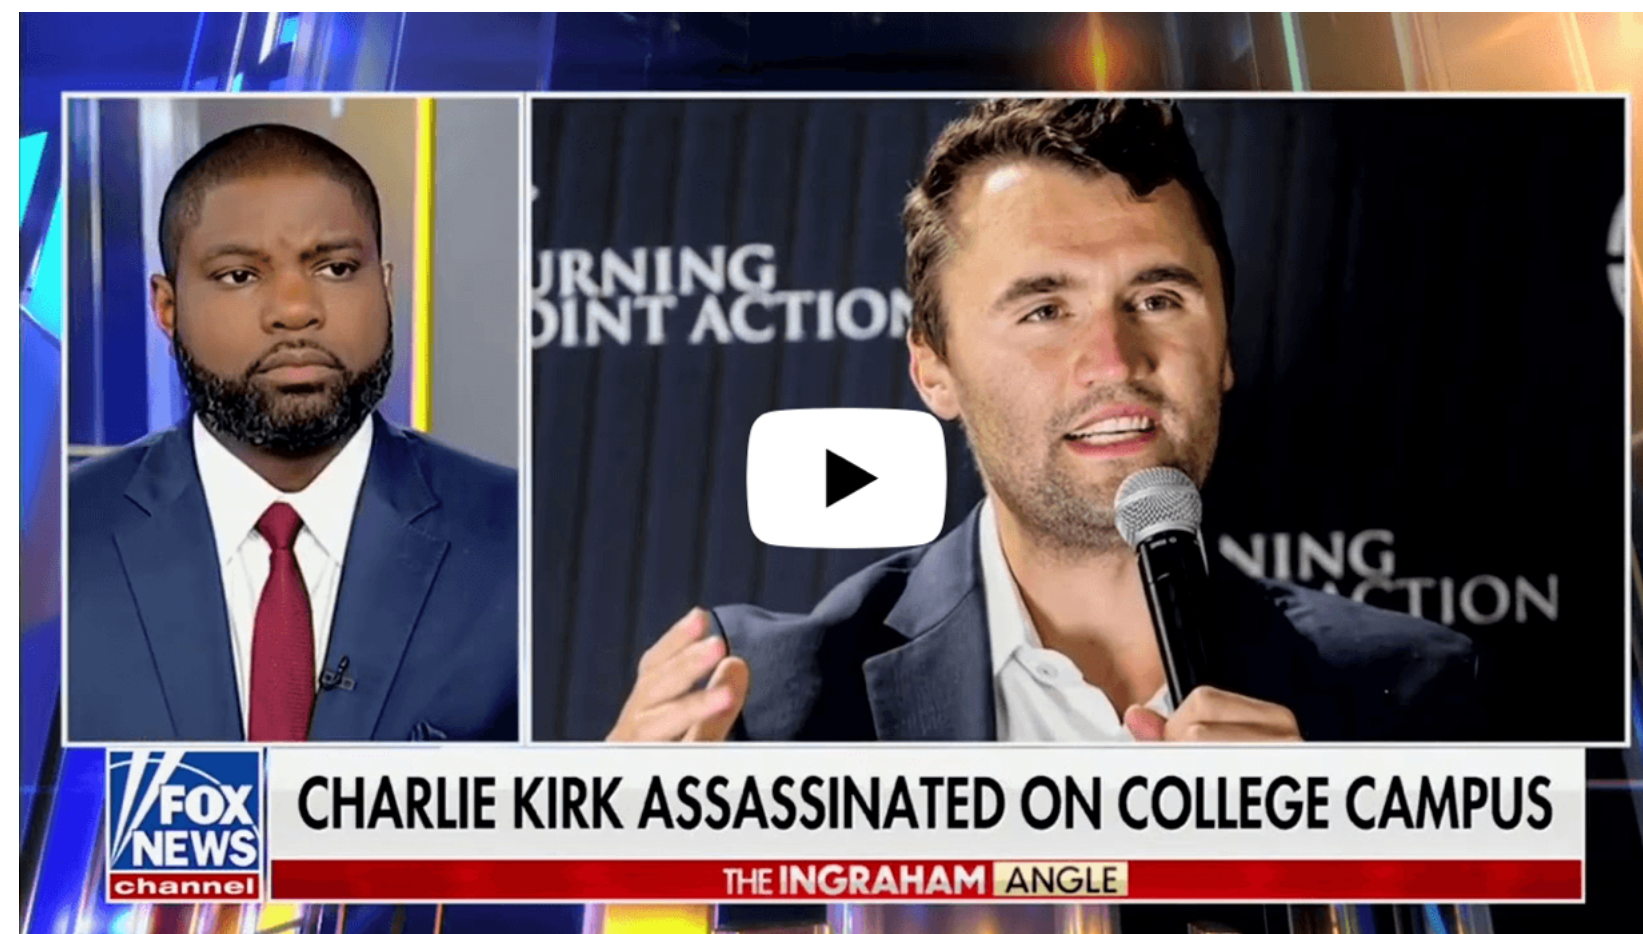 URNING
OINT ACTION
NING
ACTION
FOX
NEWS
channel
CHARLIE KIRK ASSASSINATED ON COLLEGE CAMPUS
THE INGRAHAM ANGLE